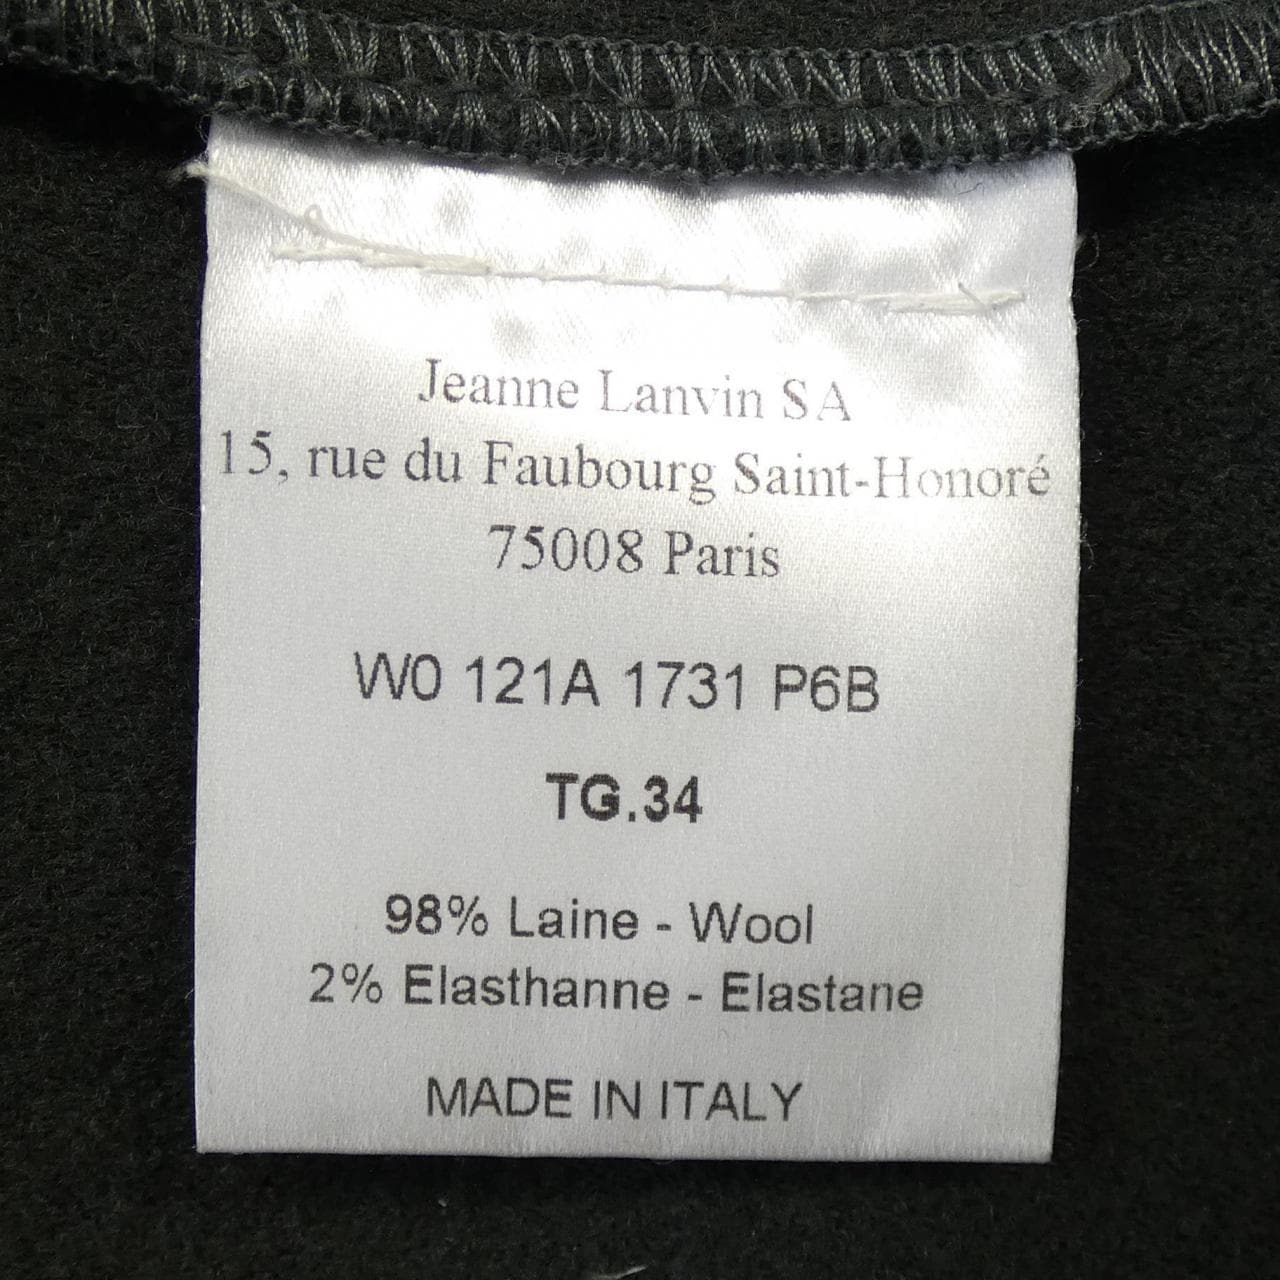 Jeanne Lanvin SA
15, rue du Faubourg Saint-Honoré
75008 Paris
W0 121A 1731 P6B
TG.34
98% Laine - Wool
2% Elasthanne - Elastane
MADE IN ITALY